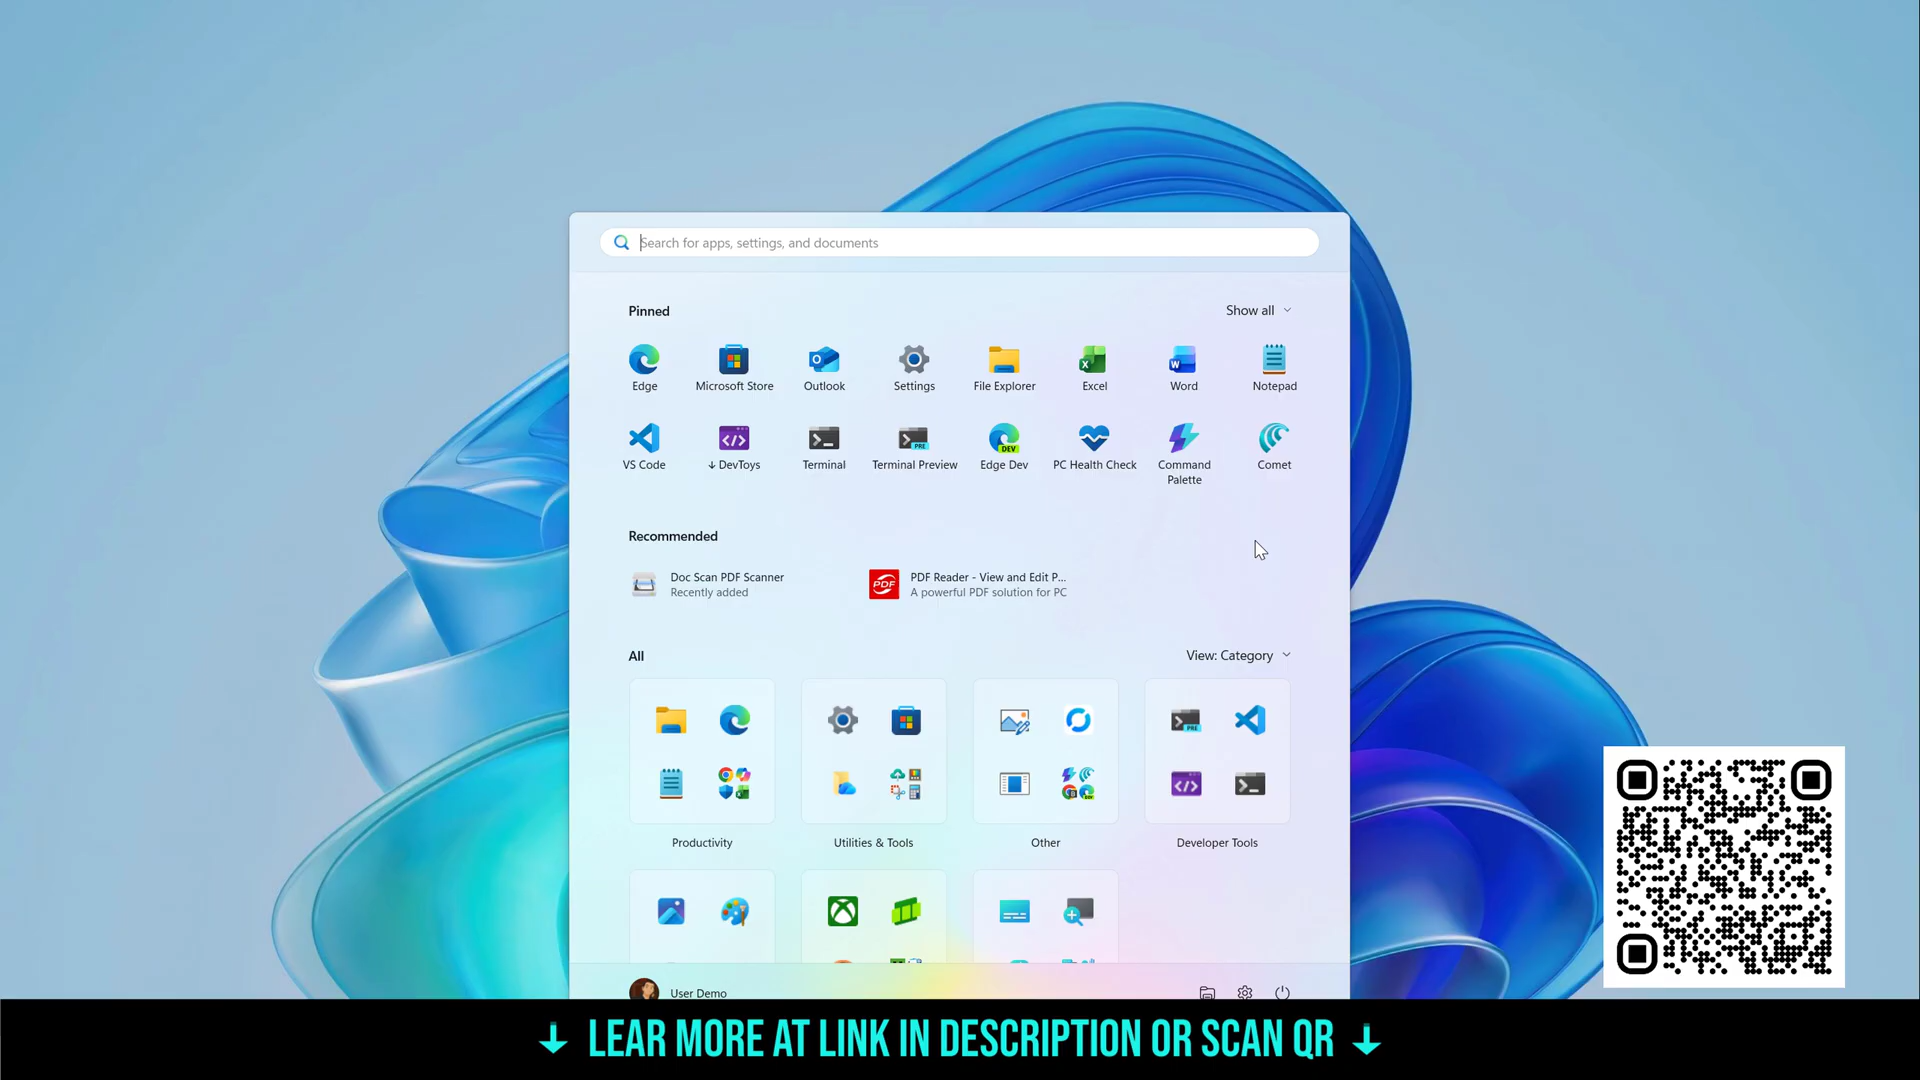 Search for apps, settings, and documents
Pinned
Show all
Edge
Microsoft Store
Outlook
Settings
File Explorer
Excel
Word
Notepad
VS Code
DevToys
Terminal
Terminal Preview
Edge Dev
PC Health Check
Command
Palette
Comet
Recommended
Doc Scan PDF Scanner
Recently added
PDF Reader - View and Edit P...
A powerful PDF solution for PC
All
View: Category
Productivity
Utilities & Tools
Other
Developer Tools
User Demo
LEAR MORE AT LINK IN DESCRIPTION OR SCAN QR